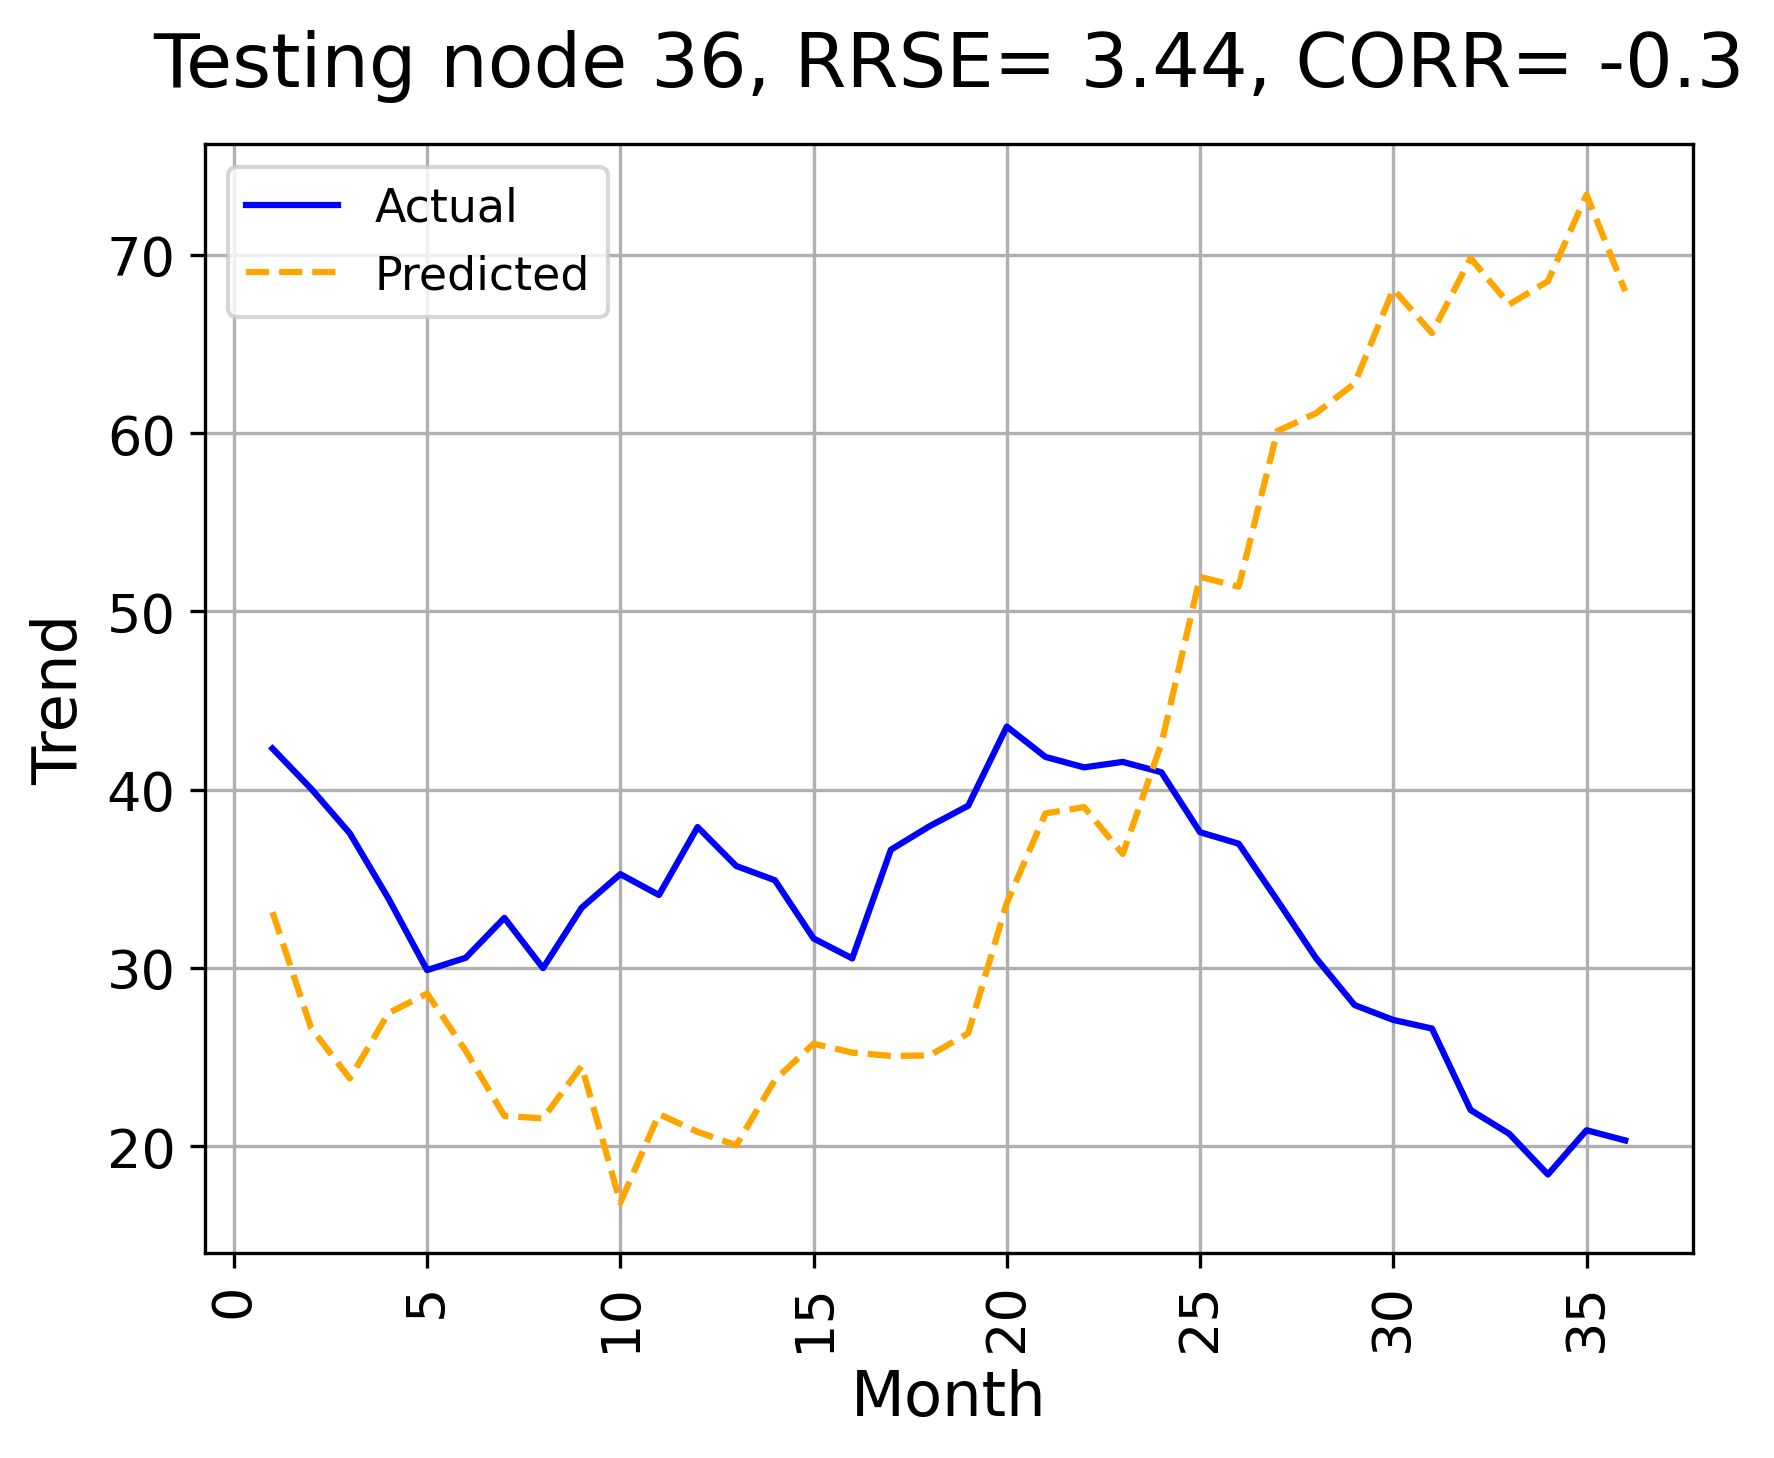 Testing node 36, RRSE= 3.44, CORR= -0.3
Actual
Predicted
70
60
50
40
30
20
Trend
0 5 10 15 20 25 30 35
Month